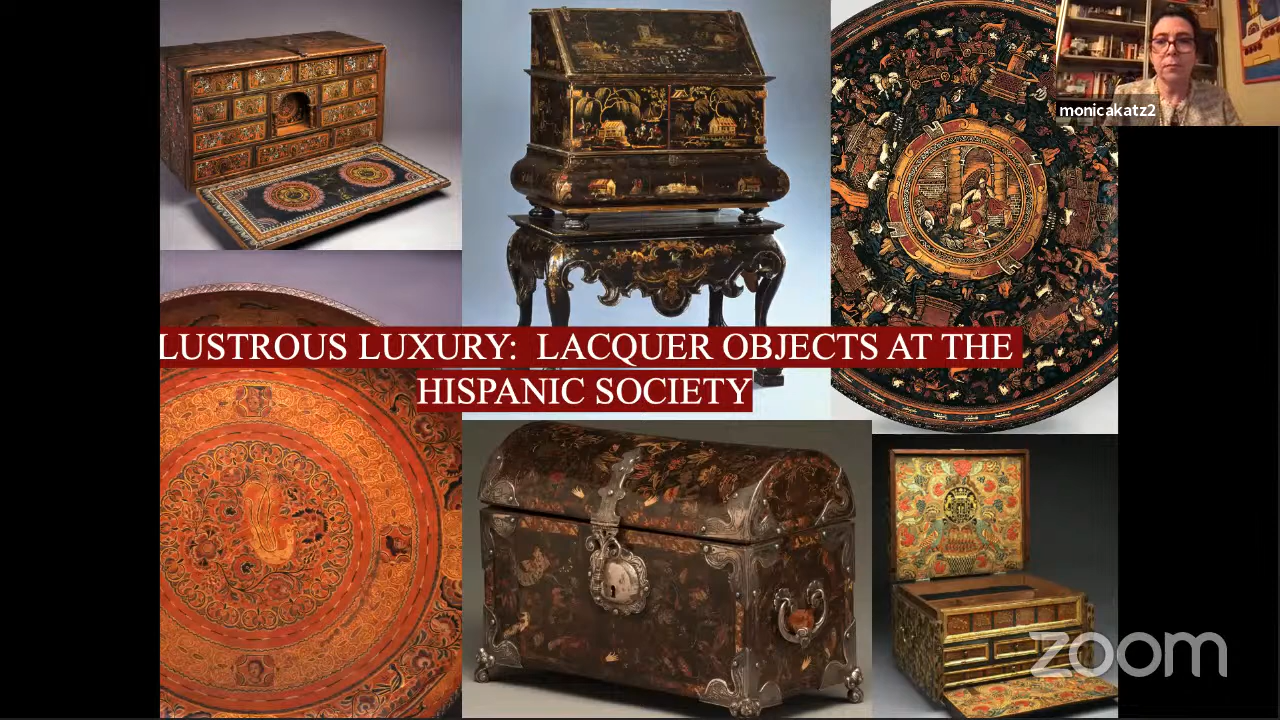 monicakatz2
LUSTROUS LUXURY: LACQUER OBJECTS AT THE
HISPANIC SOCIETY
zoom